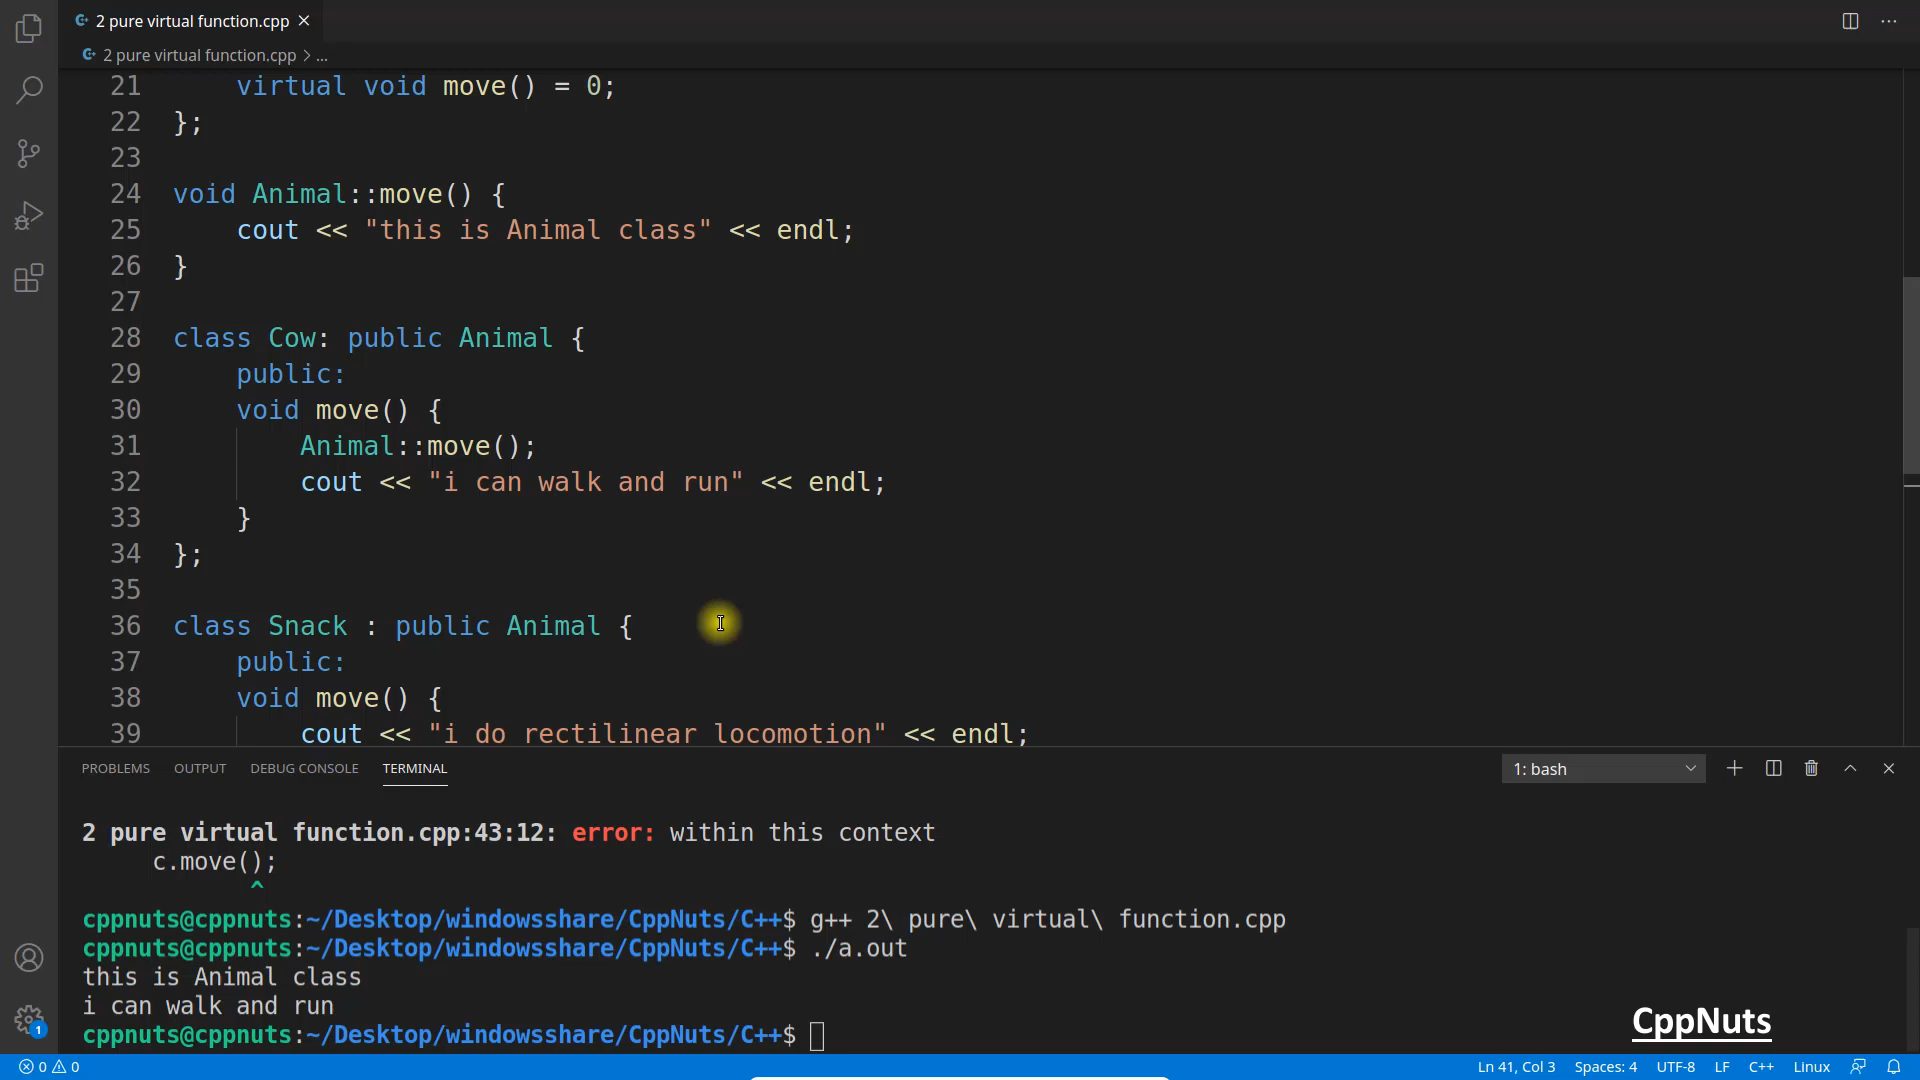 2 pure virtual function.cpp
2 pure virtual function.cpp > ...
21     virtual void move() = 0;
22 };
23
24 void Animal::move() {
25     cout << "this is Animal class" << endl;
26 }
27
28 class Cow: public Animal {
29     public:
30     void move() {
31         Animal::move();
32         cout << "i can walk and run" << endl;
33     }
34 };
35
36 class Snack : public Animal {
37     public:
38     void move() {
39         cout << "i do rectilinear locomotion" << endl;
PROBLEMS OUTPUT DEBUG CONSOLE TERMINAL 1: bash
2 pure virtual function.cpp:43:12: error: within this context
     c.move();
            ^
cppnuts@cppnuts:~/Desktop/windowsshare/CppNuts/C++$ g++ 2\ pure\ virtual\ function.cpp
cppnuts@cppnuts:~/Desktop/windowsshare/CppNuts/C++$ ./a.out
this is Animal class
i can walk and run
cppnuts@cppnuts:~/Desktop/windowsshare/CppNuts/C++$
CppNuts
1
0 0 Ln 41, Col 3 Spaces: 4 UTF-8 LF C++ Linux